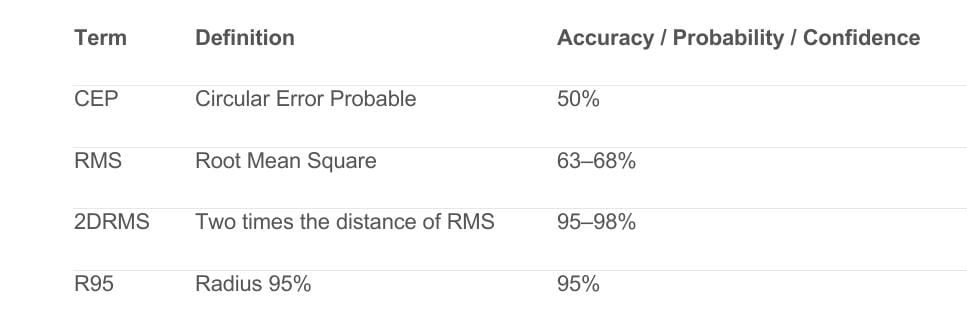 Term Definition Accuracy / Probability / Confidence
CEP Circular Error Probable 50%
RMS Root Mean Square 63–68%
2DRMS Two times the distance of RMS 95–98%
R95 Radius 95% 95%